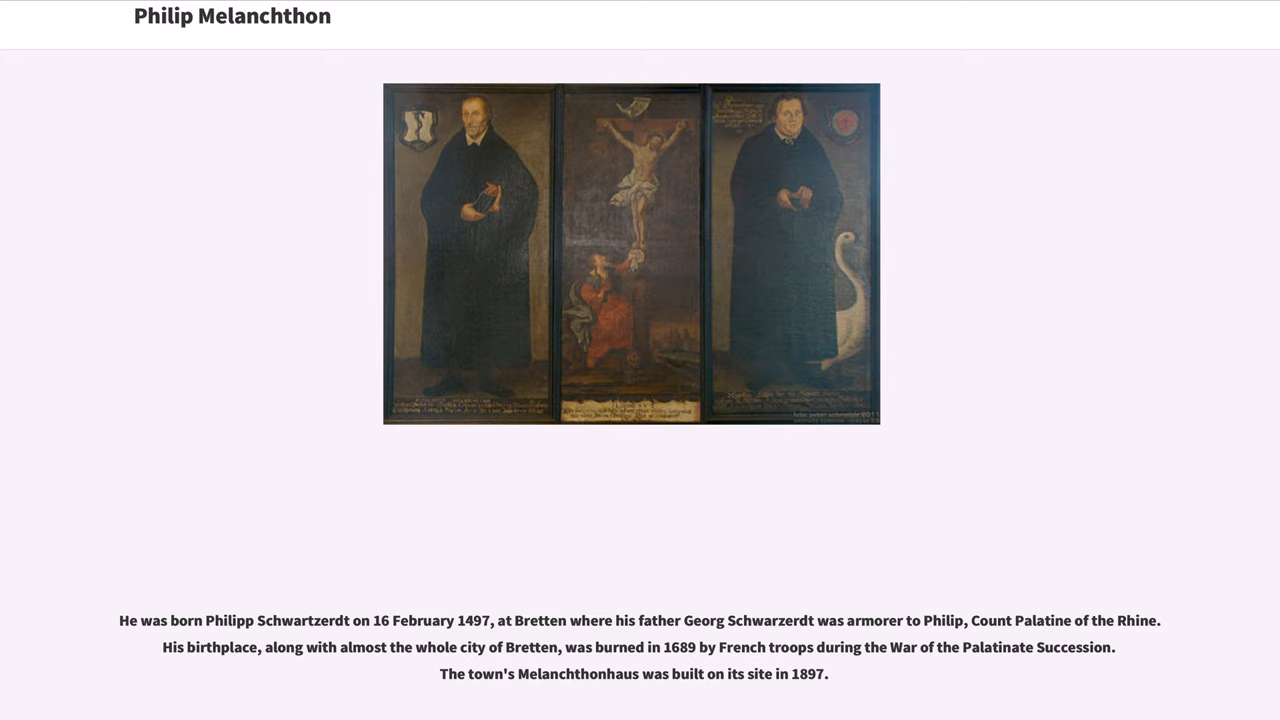 Philip Melanchthon
He was born Philipp Schwartzerdt on 16 February 1497, at Bretten where his father Georg Schwarzerdt was armorer to Philip, Count Palatine of the Rhine.
His birthplace, along with almost the whole city of Bretten, was burned in 1689 by French troops during the War of the Palatinate Succession.
The town's Melanchthonhaus was built on its site in 1897.